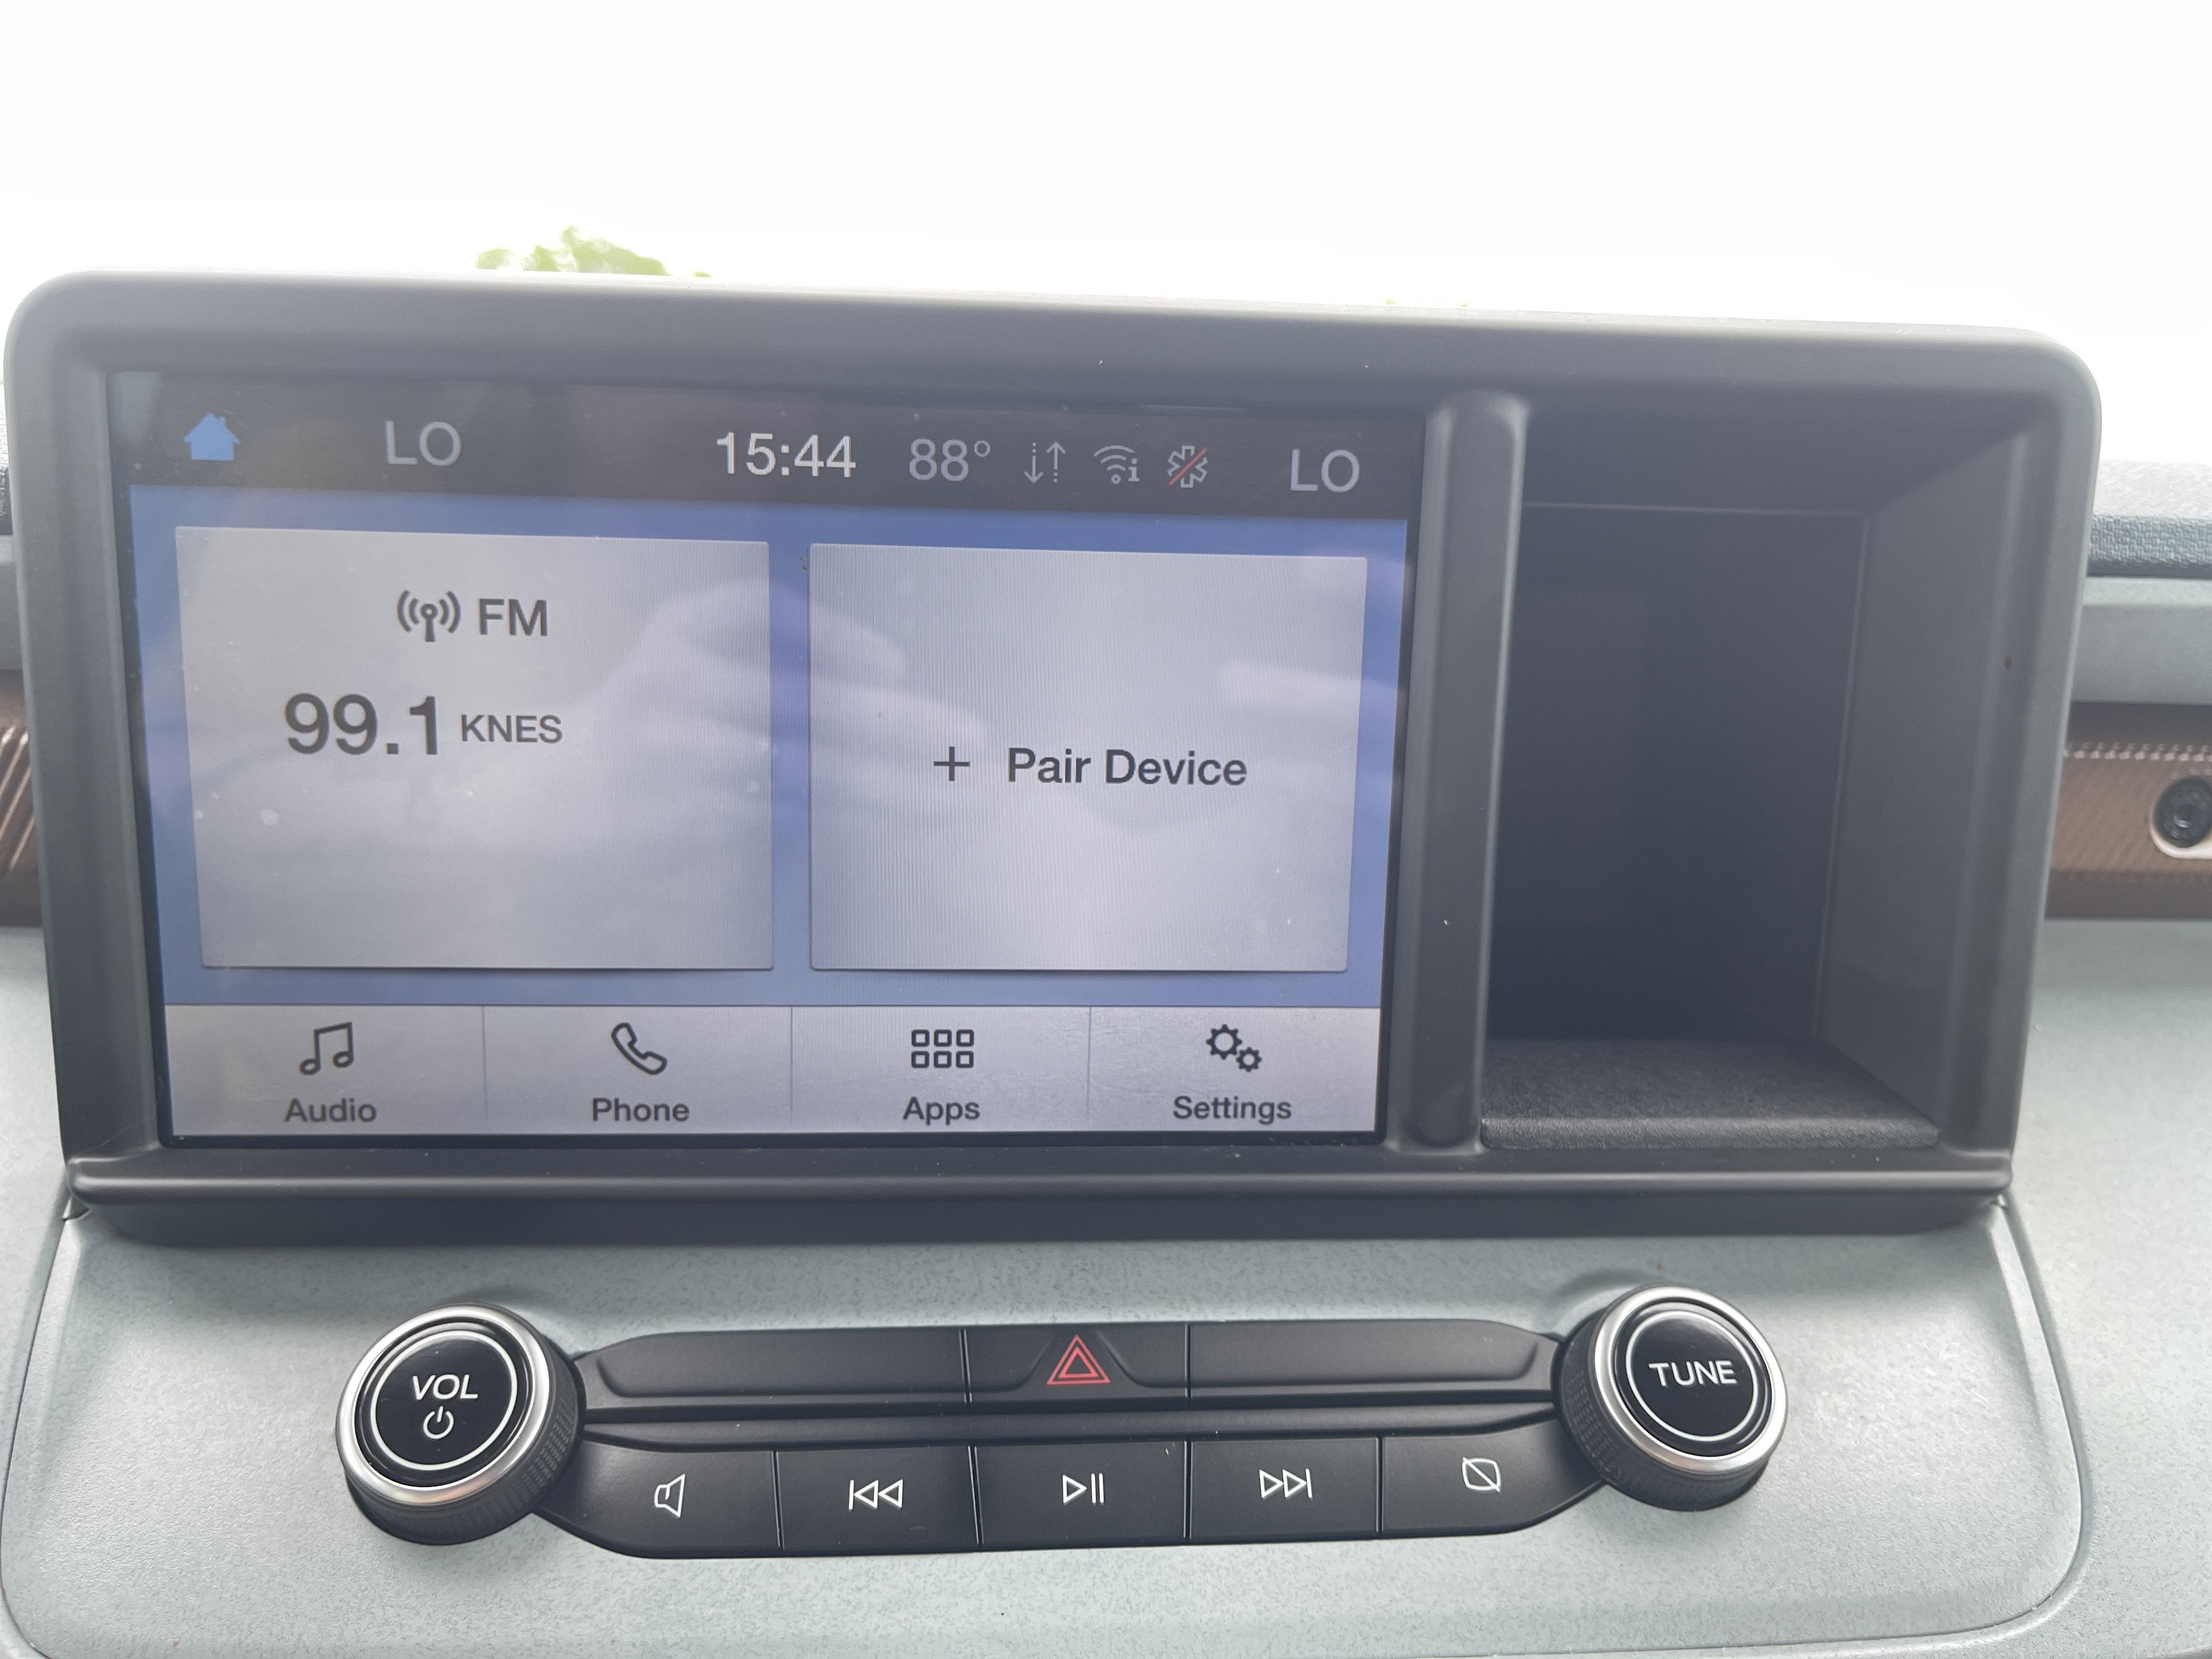 LO 15:44 88° LO
FM
99.1 KNES
+ Pair Device
Audio Phone Apps Settings
VOL
TUNE